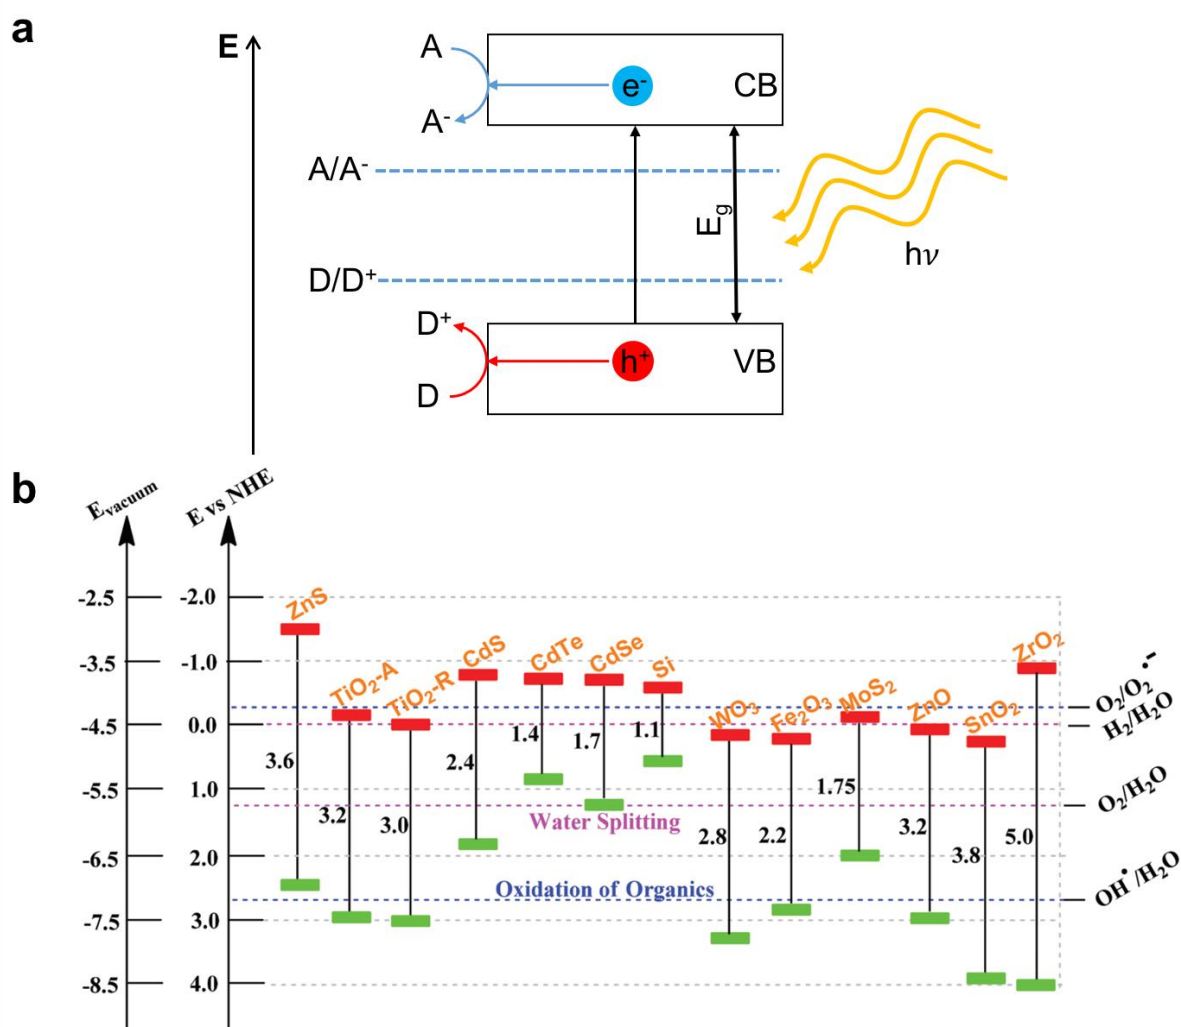 a
E
A
e-
CB
A-
A/A-
Eg
hν
D/D+
D+
h+
VB
D
b
Evacuum
E vs NHE
-2.5
-2.0
-3.5
-1.0
-4.5
0.0
-5.5
1.0
-6.5
2.0
-7.5
3.0
-8.5
4.0
ZnS
TiO2-A
TiO2-R
CdS
CdTe
CdSe
Si
WO3
Fe2O3
MoS2
ZnO
SnO2
ZrO2
3.6
3.2
3.0
2.4
1.4
1.7
1.1
2.8
2.2
1.75
3.2
3.8
5.0
Water Splitting
Oxidation of Organics
O2/O2•-
H2/H2O
O2/H2O
OH•/H2O